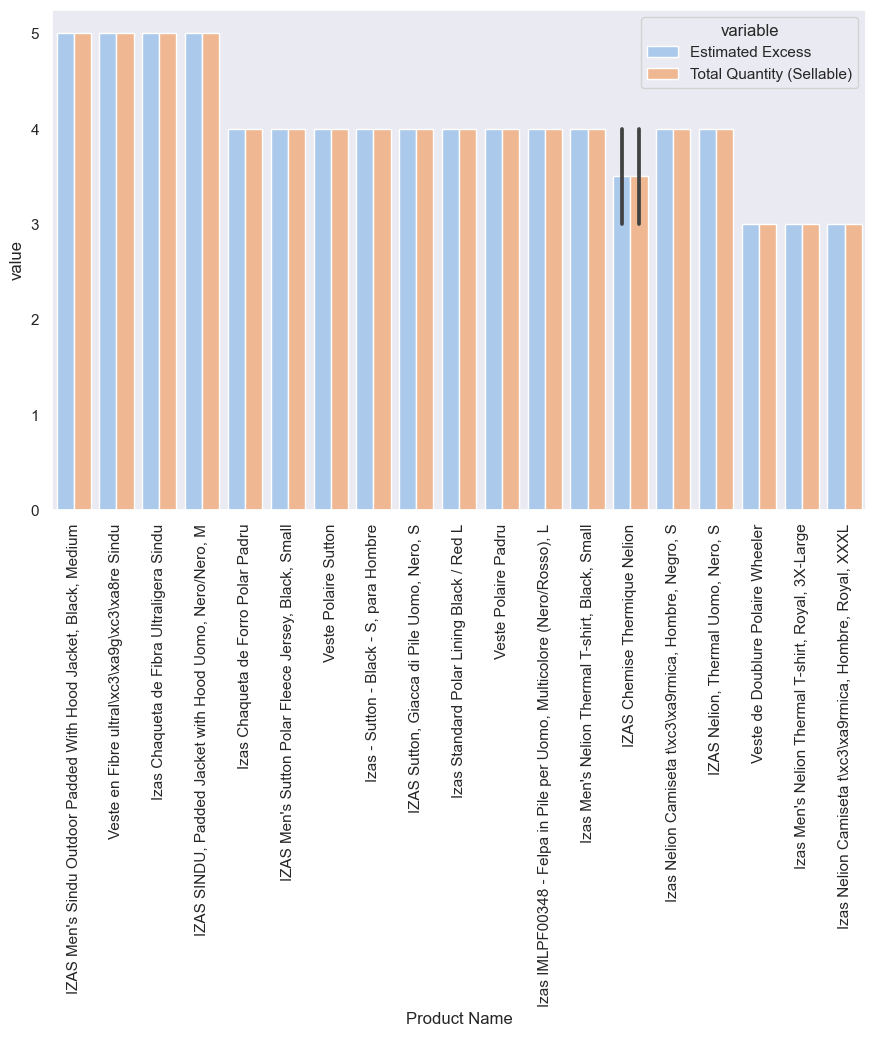 variable
Estimated Excess
Total Quantity (Sellable)
value
5
4
3
2
1
0
IZAS Men's Sindu Outdoor Padded With Hood Jacket, Black, Medium
Veste en Fibre ultral\xc3\xa9g\xc3\xa8re Sindu
Izas Chaqueta de Fibra Ultraligera Sindu
IZAS SINDU, Padded Jacket with Hood Uomo, Nero/Nero, M
Izas Chaqueta de Forro Polar Padru
IZAS Men's Sutton Polar Fleece Jersey, Black, Small
Veste Polaire Sutton
Izas - Sutton - Black - S, para Hombre
IZAS Sutton, Giacca di Pile Uomo, Nero, S
Izas Standard Polar Lining Black / Red L
Veste Polaire Padru
Izas IMLPF00348 - Felpa in Pile per Uomo, Multicolore (Nero/Rosso), L
Izas Men's Nelion Thermal T-shirt, Black, Small
IZAS Chemise Thermique Nelion
Izas Nelion Camiseta t\xc3\xa9rmica, Hombre, Negro, S
IZAS Nelion, Thermal Uomo, Nero, S
Veste de Doublure Polaire Wheeler
Izas Men's Nelion Thermal T-shirt, Royal, 3X-Large
Izas Nelion Camiseta t\xc3\xa9rmica, Hombre, Royal, XXXL
Product Name